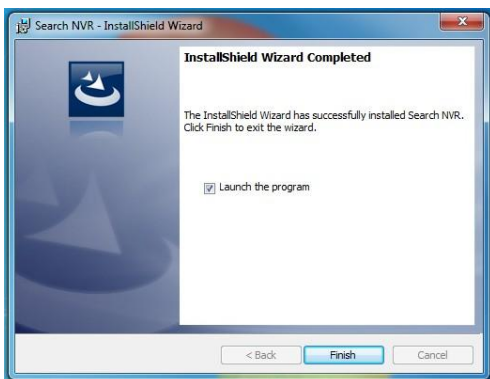 Search NVR - InstallShield Wizard
InstallShield Wizard Completed
The InstallShield Wizard has successfully installed Search NVR.
Click Finish to exit the wizard.
Launch the program
< Back
Finish
Cancel